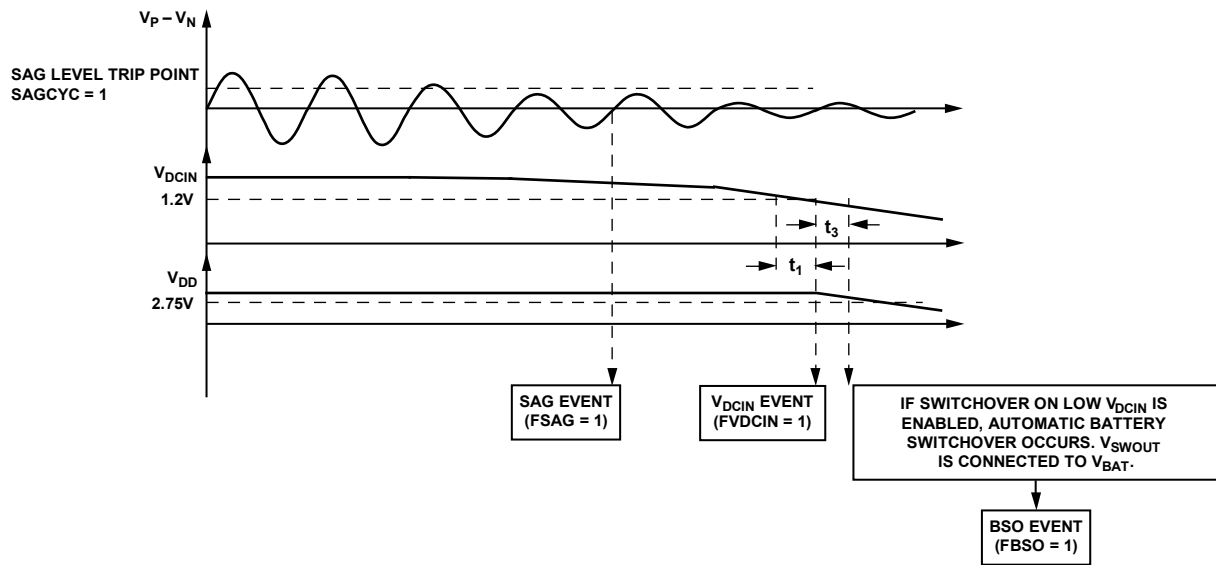 VP – VN
SAG LEVEL TRIP POINT
SAGCYC = 1
VDCIN
1.2V
t3
t1
VDD
2.75V
SAG EVENT
(FSAG = 1)
VDCIN EVENT
(FVDCIN = 1)
IF SWITCHOVER ON LOW VDCIN IS
ENABLED, AUTOMATIC BATTERY
SWITCHOVER OCCURS. VSWOUT
IS CONNECTED TO VBAT.
BSO EVENT
(FBSO = 1)